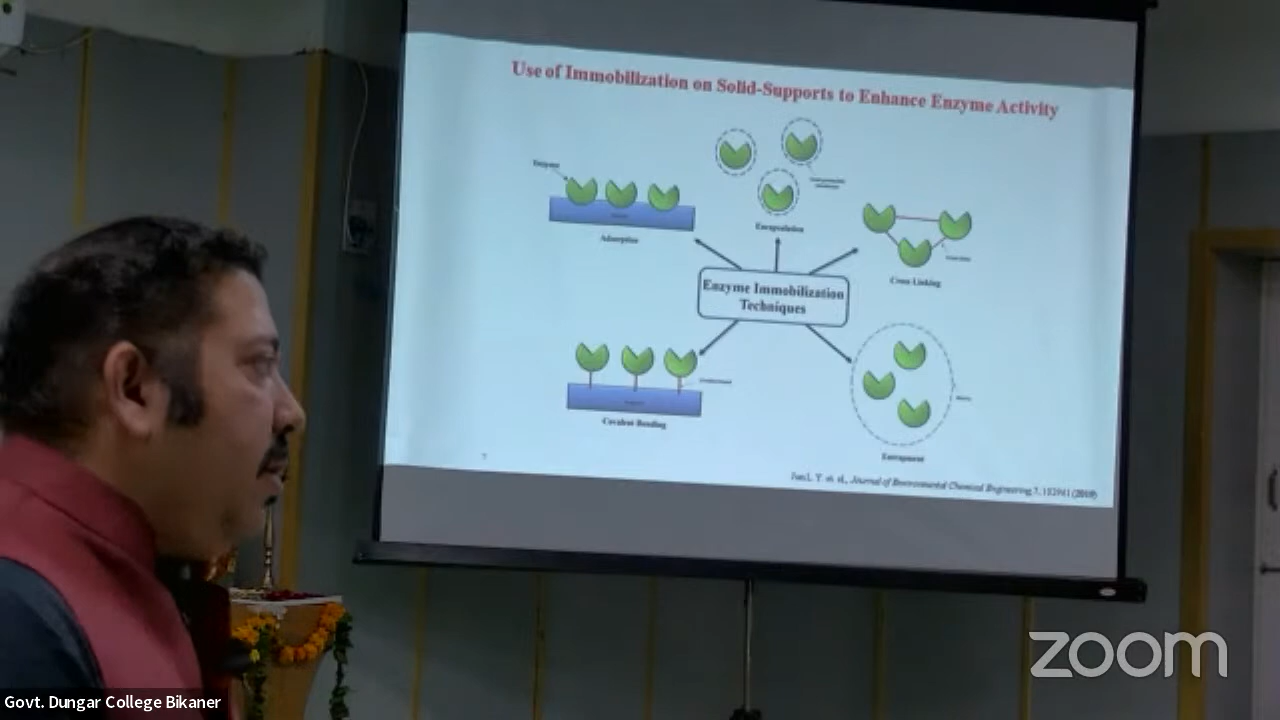 Use of Immobilization on Solid-Supports to Enhance Enzyme Activity
Enzyme
Adsorption
Encapsulation
Cross Linking
Enzyme Immobilization
Techniques
Covalent Bonding
Entrapment
7
Journal of Environmental Chemical Engineering
zoom
Govt. Dungar College Bikaner